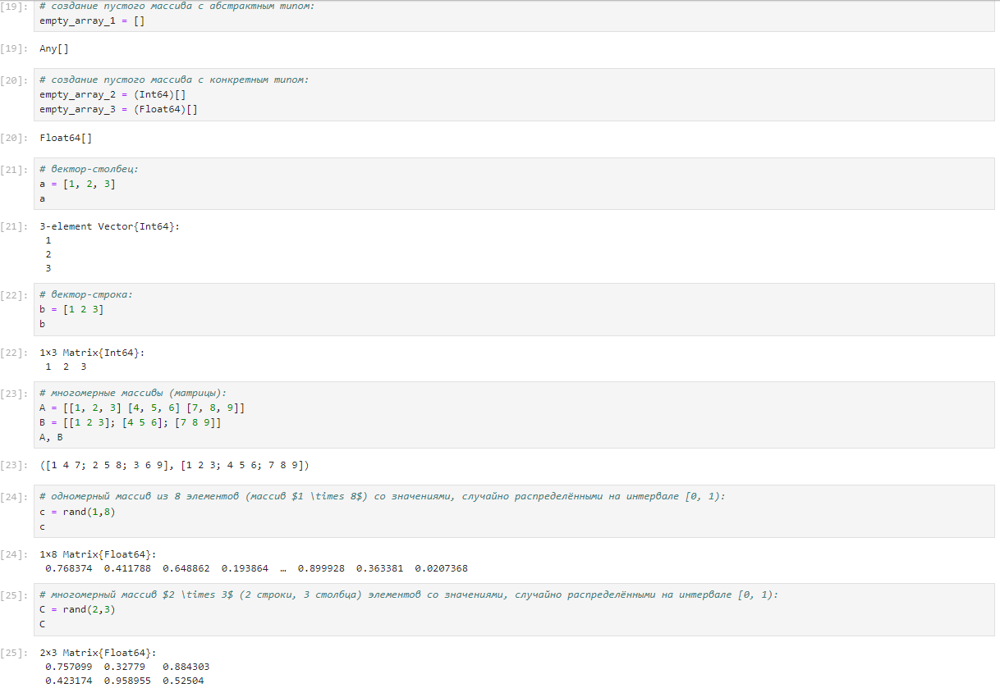 [19]: # создание пустого массива с абстрактным типом:
empty_array_1 = []
[19]: Any[]
[20]: # создание пустого массива с конкретным типом:
empty_array_2 = (Int64)[]
empty_array_3 = (Float64)[]
[20]: Float64[]
[21]: # вектор-столбец:
a = [1, 2, 3]
a
[21]: 3-element Vector{Int64}:
1
2
3
[22]: # вектор-строка:
b = [1 2 3]
b
[22]: 1×3 Matrix{Int64}:
1 2 3
[23]: # многомерные массивы (матрицы):
A = [[1, 2, 3] [4, 5, 6] [7, 8, 9]]
B = [[1 2 3]; [4 5 6]; [7 8 9]]
A, B
[23]: ([1 4 7; 2 5 8; 3 6 9], [1 2 3; 4 5 6; 7 8 9])
[24]: # одномерный массив из 8 элементов (массив $1 \times 8$) со значениями, случайно распределёнными на интервале [0, 1):
c = rand(1,8)
c
[24]: 1×8 Matrix{Float64}:
0.768374 0.411788 0.648862 0.193864 … 0.899928 0.363381 0.0207368
[25]: # многомерный массив $2 \times 3$ (2 строки, 3 столбца) элементов со значениями, случайно распределёнными на интервале [0, 1):
C = rand(2,3)
C
[25]: 2×3 Matrix{Float64}:
0.757099 0.32779 0.884303
0.423174 0.958955 0.52504